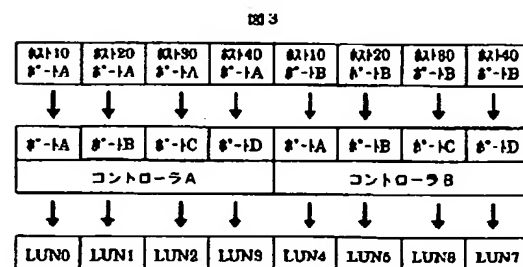 図3
ホスト10 ホスト20 ホスト30 ホスト40 ホスト10 ホスト20 ホスト30 ホスト40
ポートA ポートA ポートA ポートA ポートB ポートB ポートB ポートB
ポートA ポートB ポートC ポートD ポートA ポートB ポートC ポートD
コントローラA コントローラB
LUN0 LUN1 LUN2 LUN3 LUN4 LUN5 LUN6 LUN7